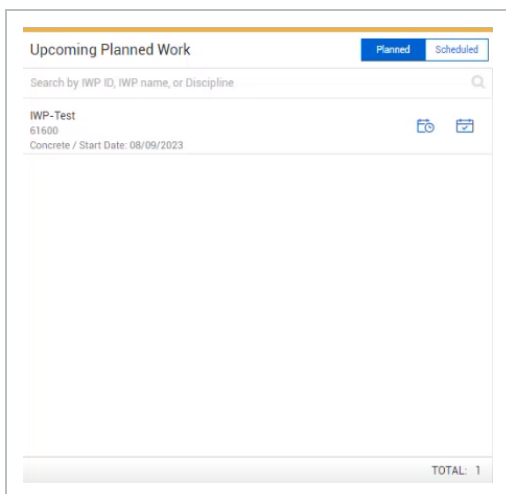 Upcoming Planned Work
Planned
Scheduled
Search by IWP ID, IWP name, or Discipline
IWP-Test
61600
Concrete / Start Date: 08/09/2023
TOTAL: 1